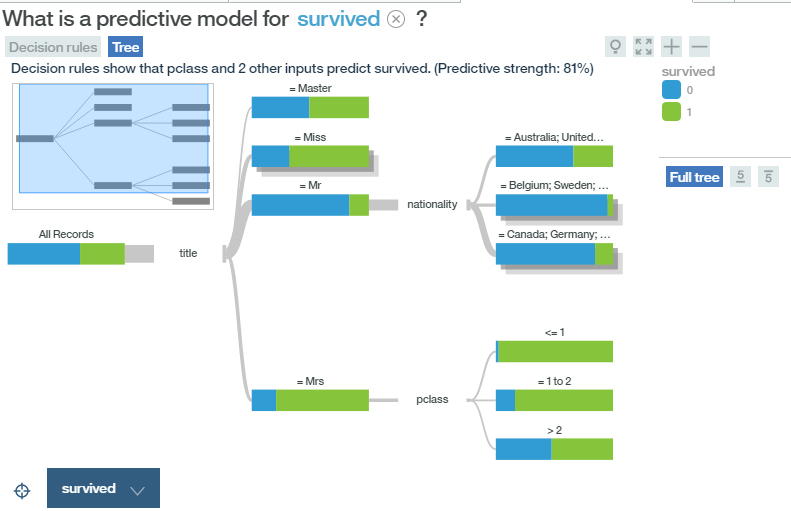 What is a predictive model for survived ?
Decision rules Tree
Decision rules show that pclass and 2 other inputs predict survived. (Predictive strength: 81%)
survived
0
1
Full tree 5 5
= Master
= Miss
= Mr
nationality
= Australia; United...
= Belgium; Sweden; ...
= Canada; Germany; ...
All Records
title
= Mrs
pclass
<= 1
= 1 to 2
> 2
survived